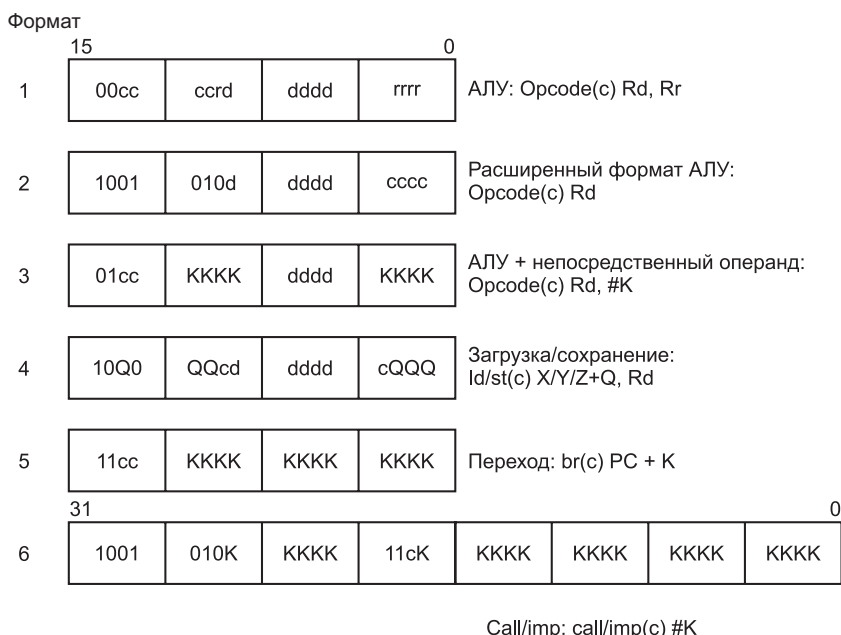 Формат
15 0
1 00cc ccrd dddd rrrr АЛУ: Opcode(c) Rd, Rr
2 1001 010d dddd cccc Расширенный формат АЛУ:
Opcode(c) Rd
3 01cc KKKK dddd KKKK АЛУ + непосредственный операнд:
Opcode(c) Rd, #K
4 10Q0 QQcd dddd cQQQ Загрузка/сохранение:
ld/st(c) X/Y/Z+Q, Rd
5 11cc KKKK KKKK KKKK Переход: br(c) PC + K
31 0
6 1001 010K KKKK 11cK KKKK KKKK KKKK KKKK
Call/jmp: call/jmp(c) #K